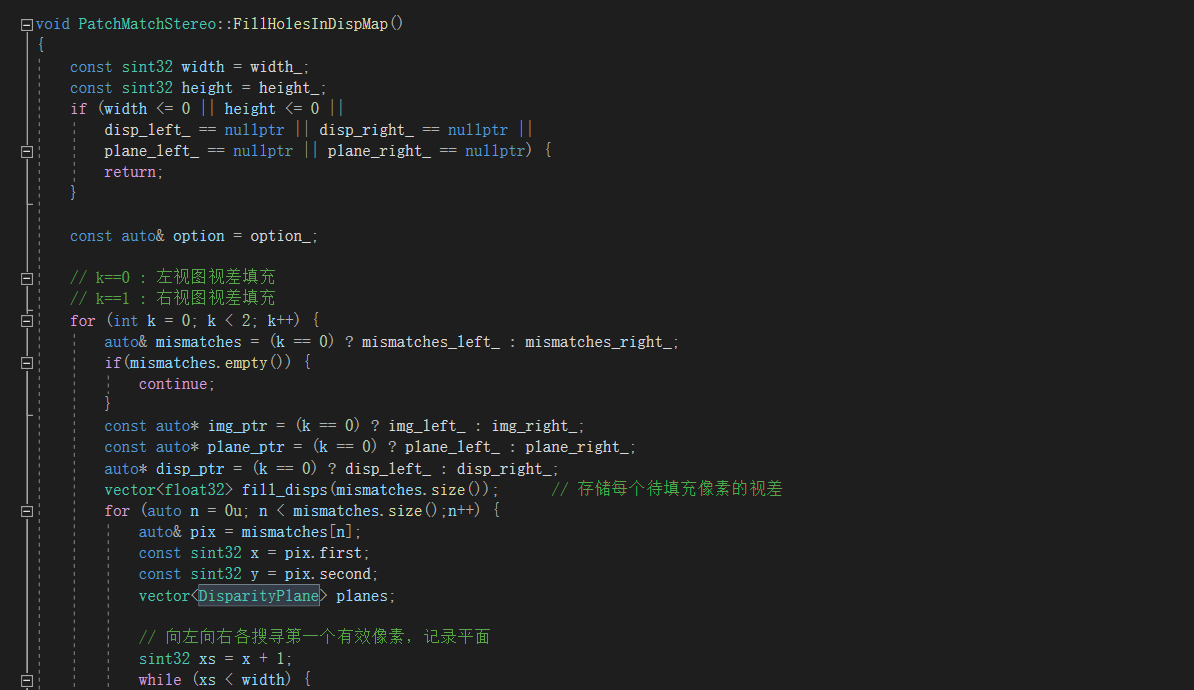 void PatchMatchStereo::FillHolesInDispMap()
{
const sint32 width = width_;
const sint32 height = height_;
if (width <= 0 || height <= 0 ||
disp_left_ == nullptr || disp_right_ == nullptr ||
plane_left_ == nullptr || plane_right_ == nullptr) {
return;
}
const auto& option = option_;
// k==0 : 左视图视差填充
// k==1 : 右视图视差填充
for (int k = 0; k < 2; k++) {
auto& mismatches = (k == 0) ? mismatches_left_ : mismatches_right_;
if(mismatches.empty()) {
continue;
}
const auto* img_ptr = (k == 0) ? img_left_ : img_right_;
const auto* plane_ptr = (k == 0) ? plane_left_ : plane_right_;
auto* disp_ptr = (k == 0) ? disp_left_ : disp_right_;
vector<float32> fill_disps(mismatches.size()); // 存储每个待填充像素的视差
for (auto n = 0u; n < mismatches.size();n++) {
auto& pix = mismatches[n];
const sint32 x = pix.first;
const sint32 y = pix.second;
vector<DisparityPlane> planes;
// 向左向右各搜寻第一个有效像素，记录平面
sint32 xs = x + 1;
while (xs < width) {